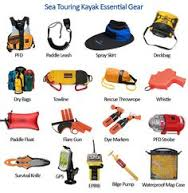 Sea Touring Kayak Essential Gear
PFD
Paddle Leash
Spray Skirt
Deckbag
Dry Bags
Towline
Rescue Throwrope
Whistle
Paddle Float
Flare Gun
Dye Markers
PFD Strobe
Survival Knife
GPS
EPIRB
Bilge Pump
Waterproof Map Case